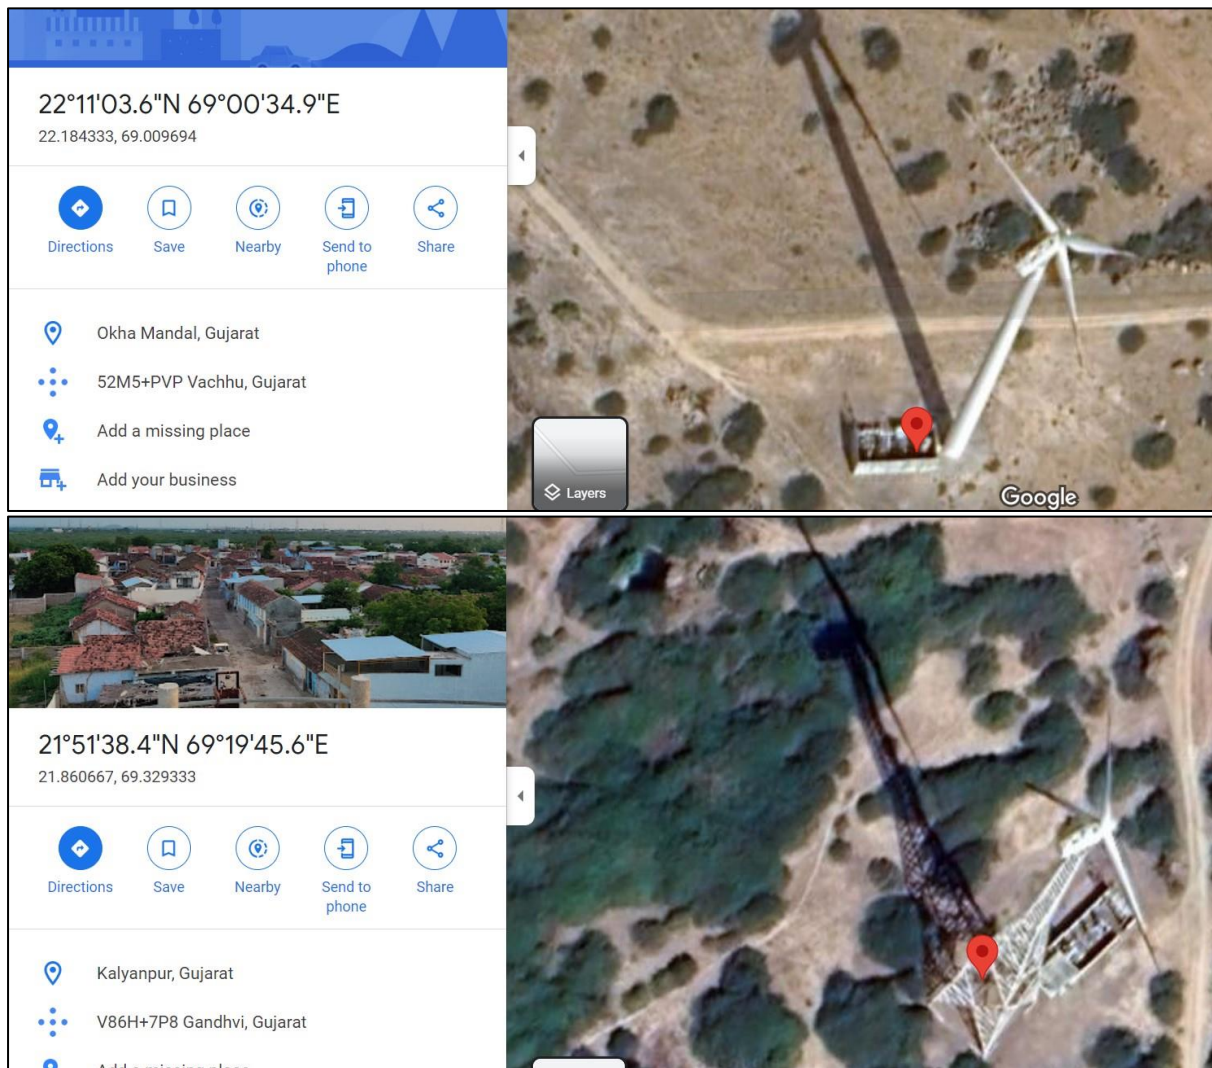 22°11'03.6"N 69°00'34.9"E
22.184333, 69.009694
Directions
Save
Nearby
Send to
phone
Share
Okha Mandal, Gujarat
52M5+PVP Vachhu, Gujarat
Add a missing place
Add your business
Layers
Google
21°51'38.4"N 69°19'45.6"E
21.860667, 69.329333
Directions
Save
Nearby
Send to
phone
Share
Kalyanpur, Gujarat
V86H+7P8 Gandhvi, Gujarat